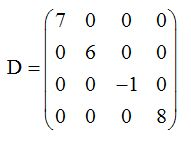 7 0 0 0
0 6 0 0
D =
0 0 −1 0
0 0 0 8